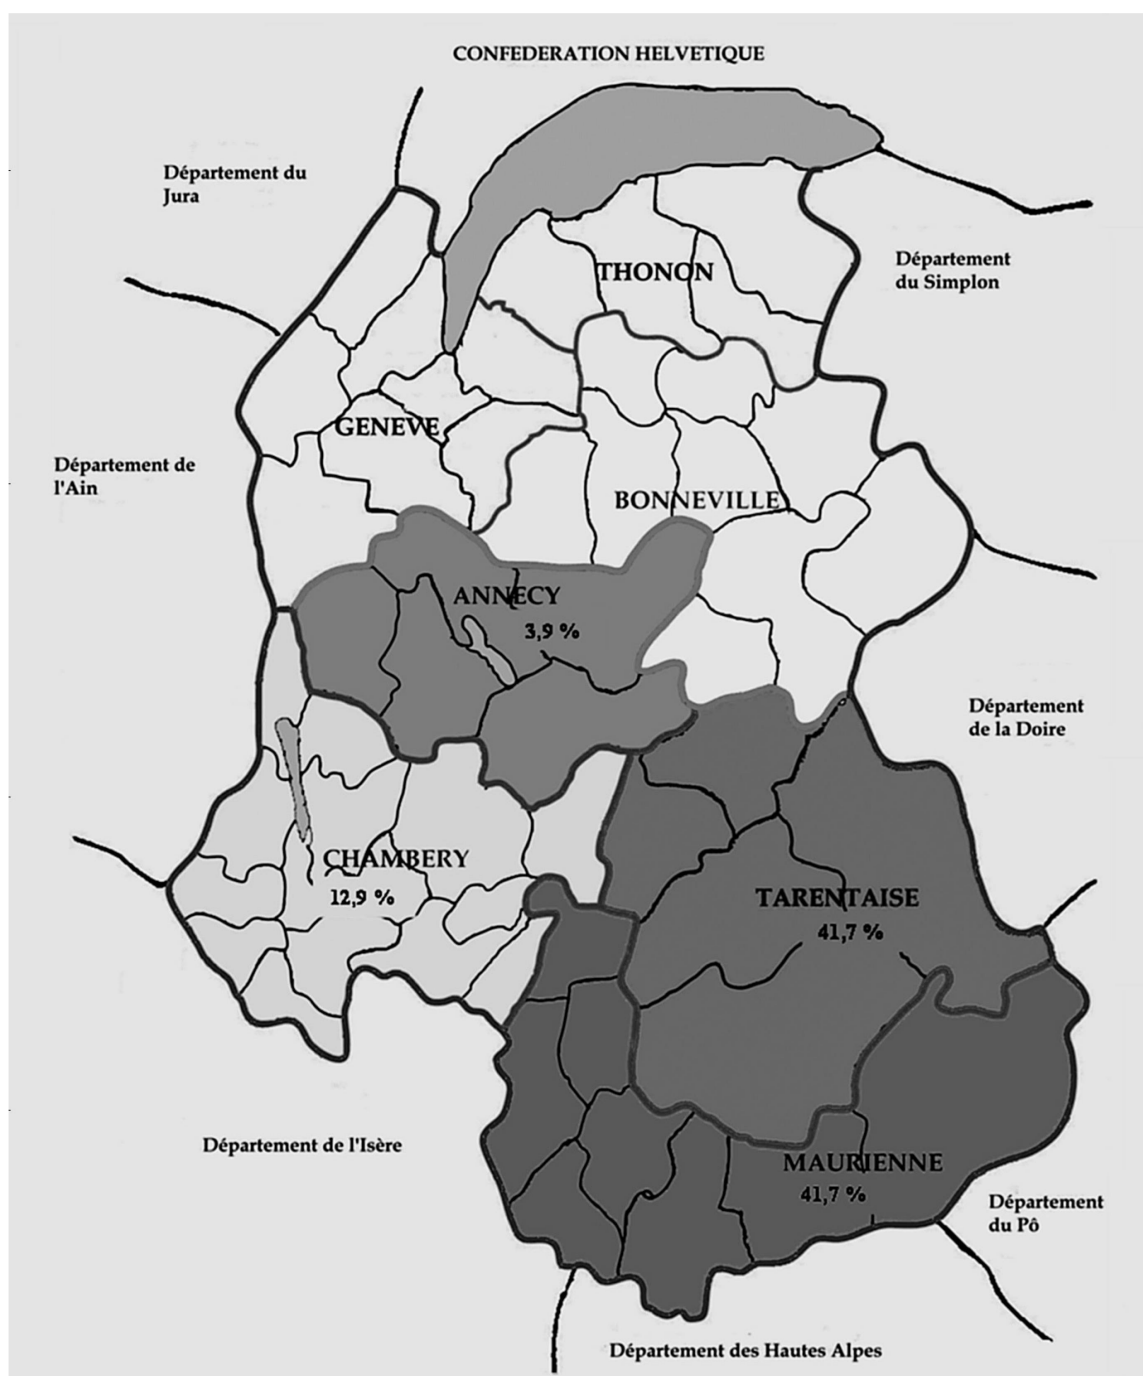 CONFEDERATION HELVETIQUE
Département du
Jura
Département
du Simplon
THONON
GENEVE
Département de
l'Ain
BONNEVILLE
ANNECY
3,9 %
Département
de la Doire
CHAMBERY
12,9 %
TARENTAISE
41,7 %
Département de l'Isère
MAURIENNE
41,7 %
Département
du Pô
Département des Hautes Alpes